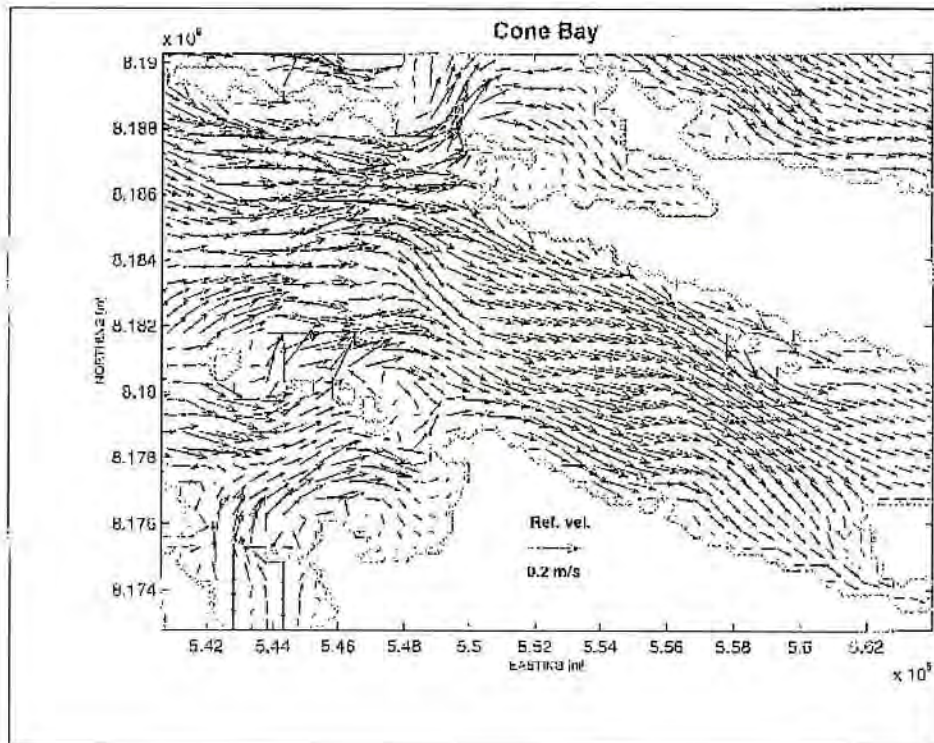 Cone Bay
x 10⁶
8.19
8.188
8.186
8.184
8.182
8.18
8.178
8.176
8.174
NORTHING [m]
Ref. vel.
0.2 m/s
5.42 5.44 5.46 5.48 5.5 5.52 5.54 5.56 5.58 5.6 5.62
EASTING [m]
x 10⁵